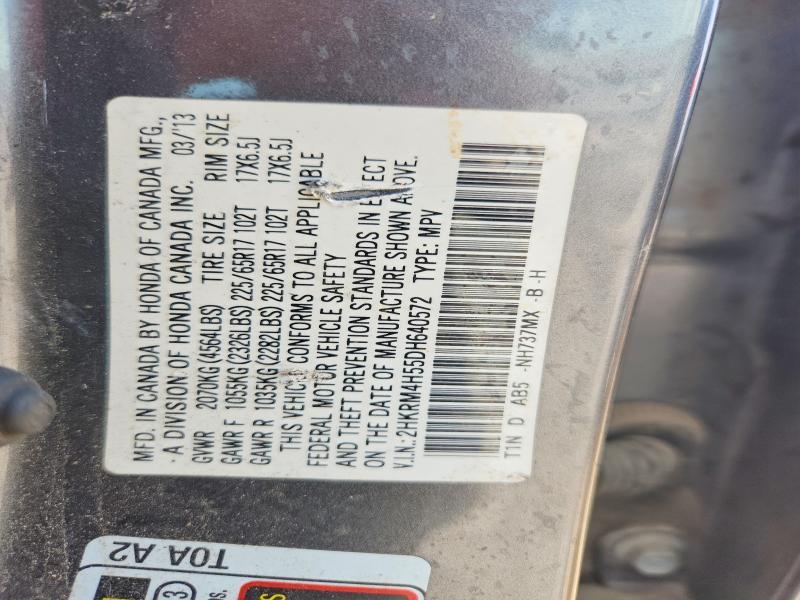 MFD. IN CANADA BY HONDA OF CANADA MFG.,
A DIVISION OF HONDA CANADA INC. 03/'13
GVWR 2070KG (4564LBS) TIRE SIZE RIM SIZE
GAWR F 1055KG (2326LBS) 225/65R17 102T 17X6.5J
GAWR R 1035KG (2282LBS) 225/65R17 102T 17X6.5J
THIS VEHICLE CONFORMS TO ALL APPLICABLE
FEDERAL MOTOR VEHICLE SAFETY
AND THEFT PREVENTION STANDARDS IN EFFECT
ON THE DATE OF MANUFACTURE SHOWN ABOVE.
V.I.N.: 2HKRM4H55DH640572 TYPE: MPV
T1N D AB5 -NH737MX -B -H
T0A A2
3